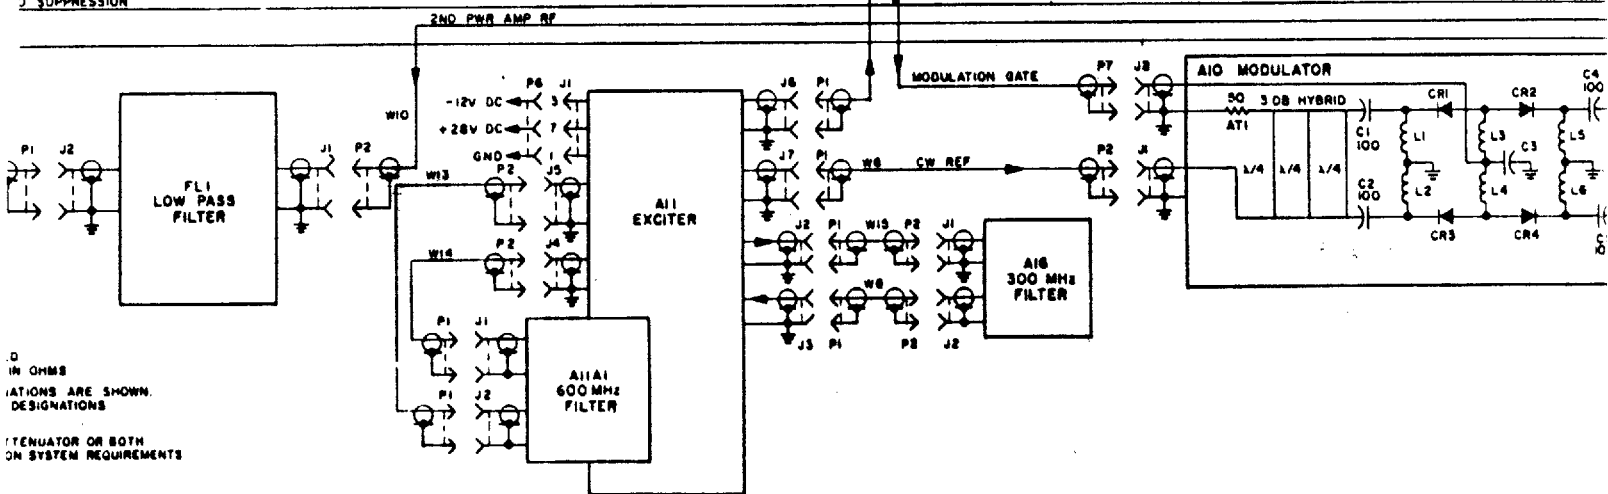 J SUPPRESSION
2ND PWR AMP RF
W10
P1
J2
FL1
LOW PASS
FILTER
J1
P2
P6
J1
-12V DC
3
+28V DC
7
GND
1
W13
P2
J5
W14
P2
J4
A11
EXCITER
P1
J1
P1
J2
A11A1
600 MHz
FILTER
J6
P1
J7
P1
W6
CW REF
J2
P1
W15
P2
J1
W8
J3
P1
P2
J2
A16
300 MHz
FILTER
MODULATION GATE
P7
J2
P2
J1
A10 MODULATOR
50
AT1
3 DB HYBRID
λ/4
λ/4
λ/4
C1
100
C2
100
L1
L2
CR1
CR3
L3
L4
C3
CR2
CR4
L5
L6
C4
100
IN OHMS
ATIONS ARE SHOWN.
DESIGNATIONS
TTENUATOR OR BOTH
ON SYSTEM REQUIREMENTS